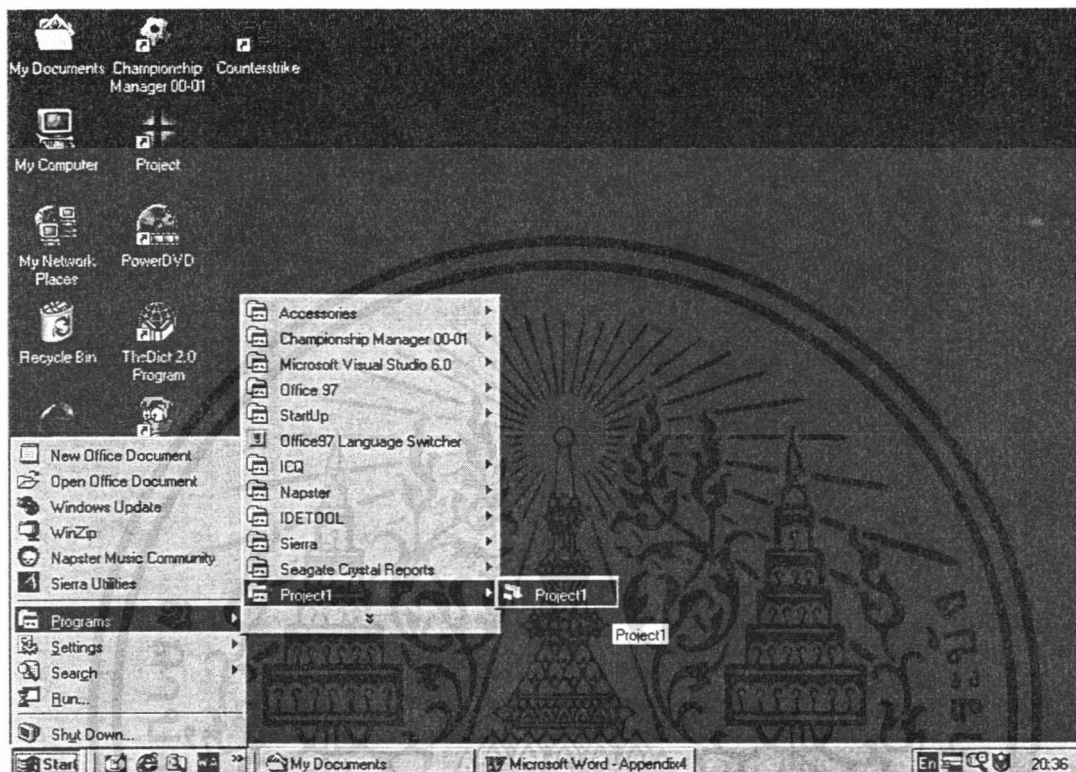 My Documents
Championship
Manager 00-01
Counterstrike
My Computer
Project
My Network
Places
PowerDVD
Recycle Bin
TheDict 2.0
Program
New Office Document
Open Office Document
Windows Update
WinZip
Napster Music Community
Sierra Utilities
Programs
Settings
Search
Run...
Shut Down...
Accessories
Championship Manager 00-01
Microsoft Visual Studio 6.0
Office 97
StartUp
Office97 Language Switcher
ICQ
Napster
IDETOOL
Sierra
Seagate Crystal Reports
Project1
Project1
Project1
Start
My Documents
Microsoft Word - Appendix4
En
20:36